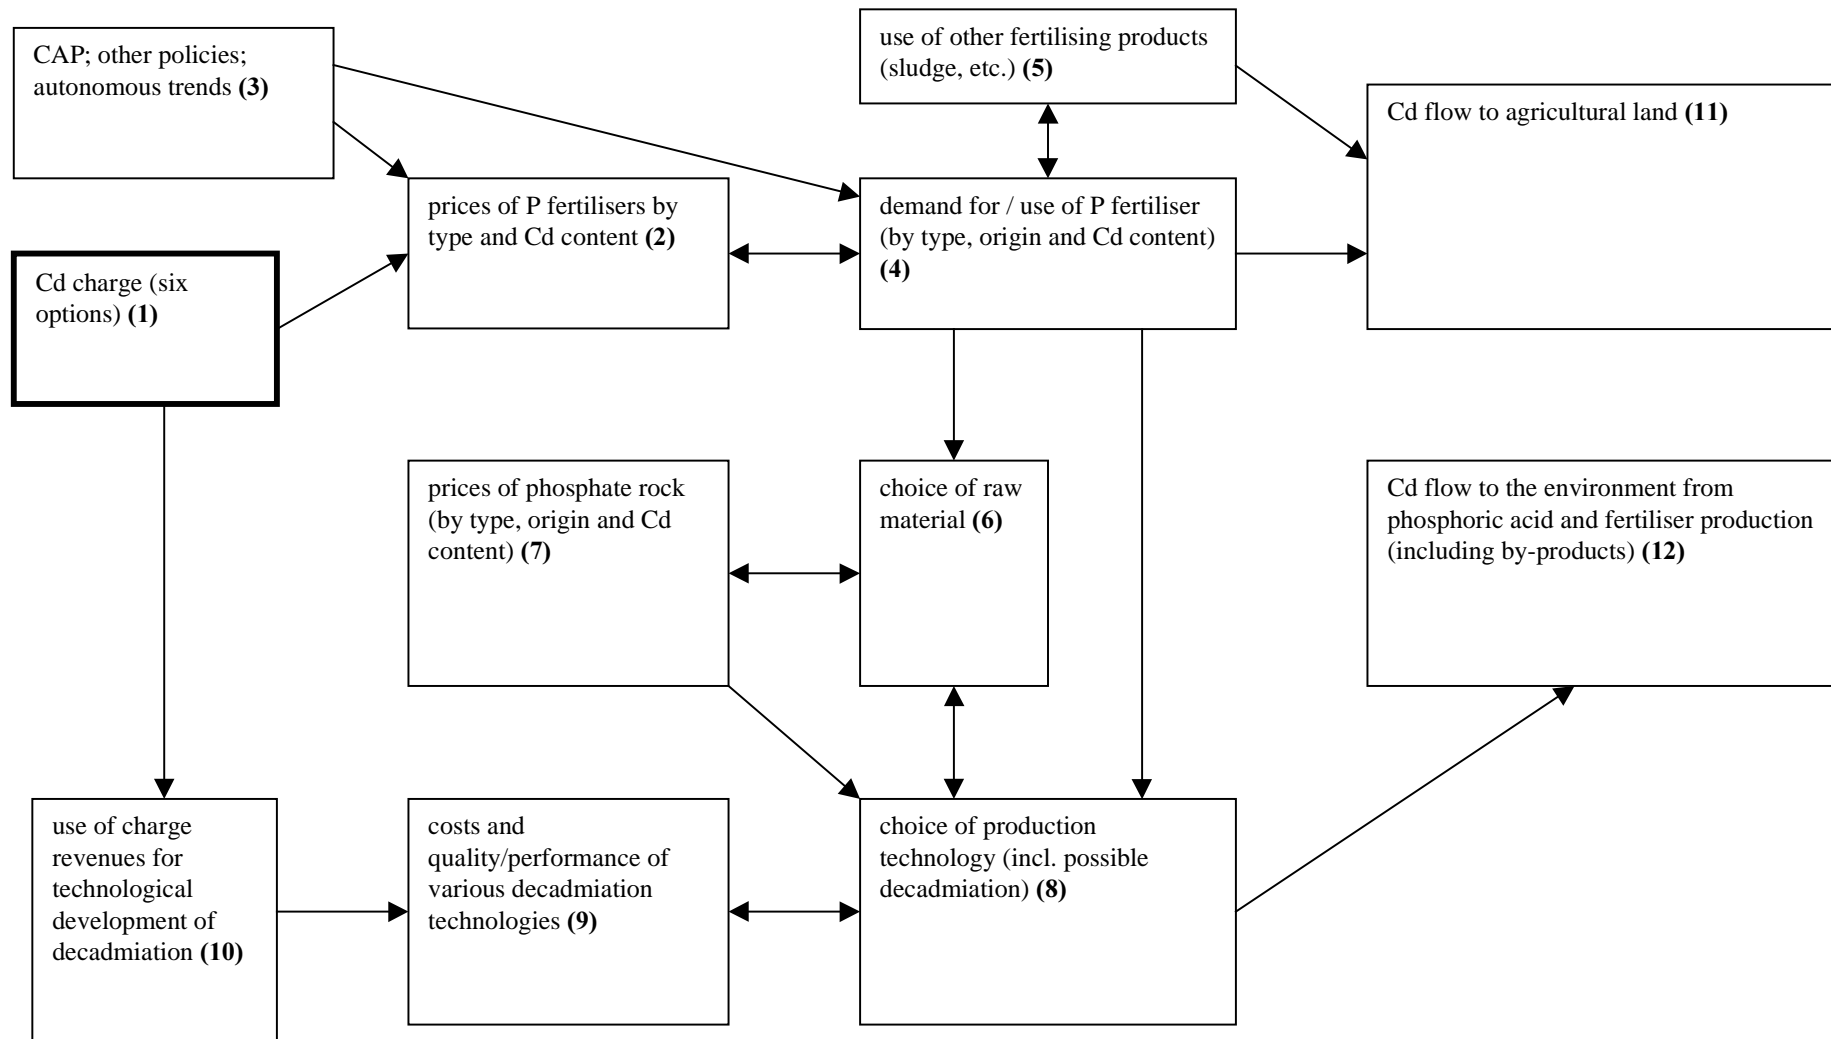 CAP; other policies;
autonomous trends (3)
use of other fertilising products
(sludge, etc.) (5)
Cd flow to agricultural land (11)
prices of P fertilisers by
type and Cd content (2)
demand for / use of P fertiliser
(by type, origin and Cd content)
(4)
Cd charge (six
options) (1)
prices of phosphate rock
(by type, origin and Cd
content) (7)
choice of raw
material (6)
Cd flow to the environment from
phosphoric acid and fertiliser production
(including by-products) (12)
use of charge
revenues for
technological
development of
decadmiation (10)
costs and
quality/performance of
various decadmiation
technologies (9)
choice of production
technology (incl. possible
decadmiation) (8)